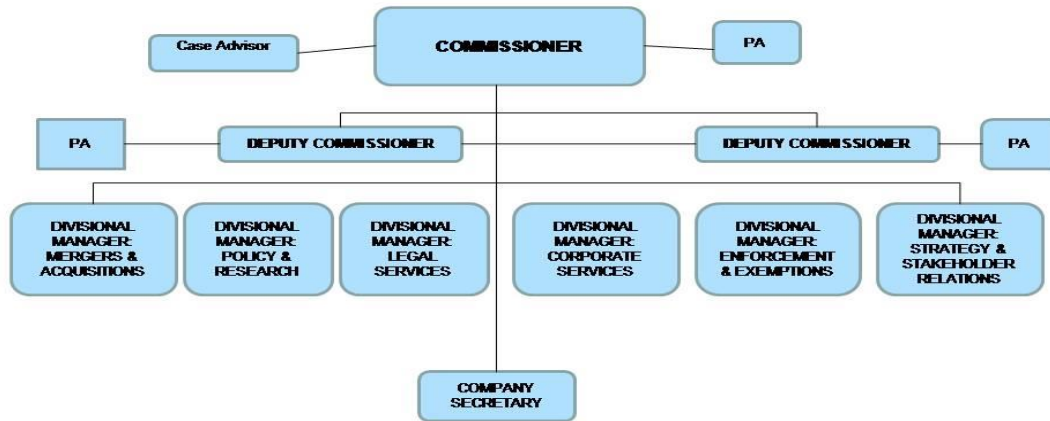 Case Advisor
COMMISSIONER
PA
PA
DEPUTY COMMISSIONER
DEPUTY COMMISSIONER
PA
DIVISIONAL
MANAGER:
MERGERS &
ACQUISITIONS
DIVISIONAL
MANAGER:
POLICY &
RESEARCH
DIVISIONAL
MANAGER:
LEGAL
SERVICES
DIVISIONAL
MANAGER:
CORPORATE
SERVICES
DIVISIONAL
MANAGER:
ENFORCEMENT
& EXEMPTIONS
DIVISIONAL
MANAGER:
STRATEGY &
STAKEHOLDER
RELATIONS
COMPANY
SECRETARY